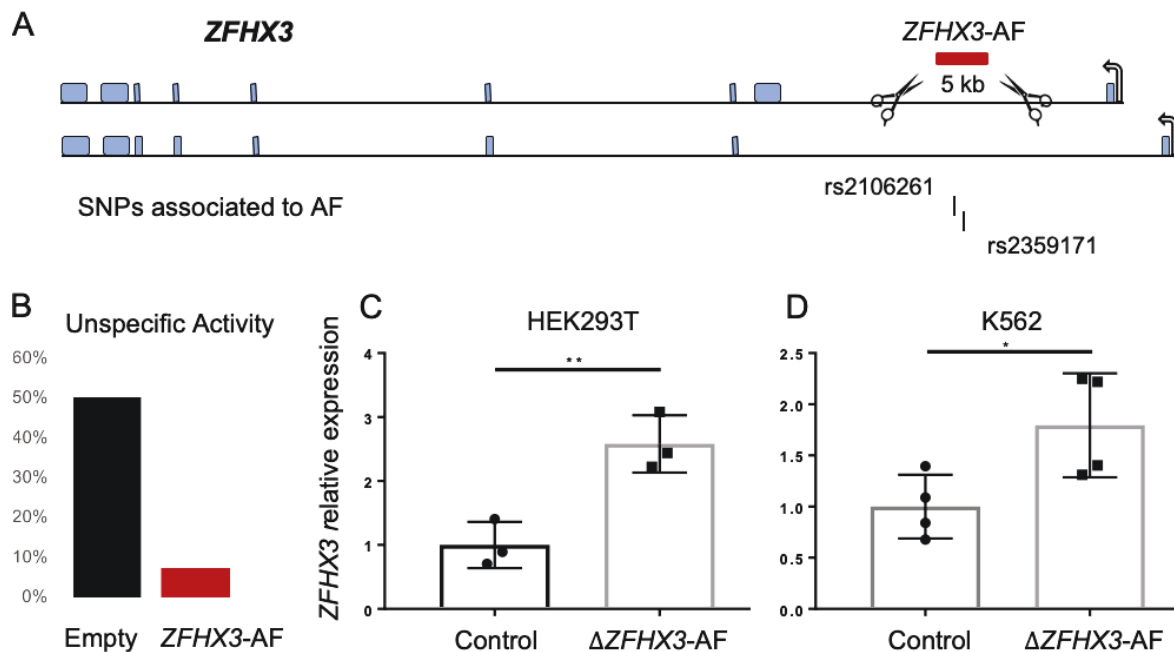 A
ZFHX3
ZFHX3-AF
5 kb
SNPs associated to AF
rs2106261
rs2359171
B
Unspecific Activity
60%
50%
40%
30%
20%
10%
0%
Empty
ZFHX3-AF
C
HEK293T
ZFHX3 relative expression
**
4
3
2
1
0
Control
ΔZFHX3-AF
D
K562
*
2.5
2.0
1.5
1.0
0.5
0.0
Control
ΔZFHX3-AF